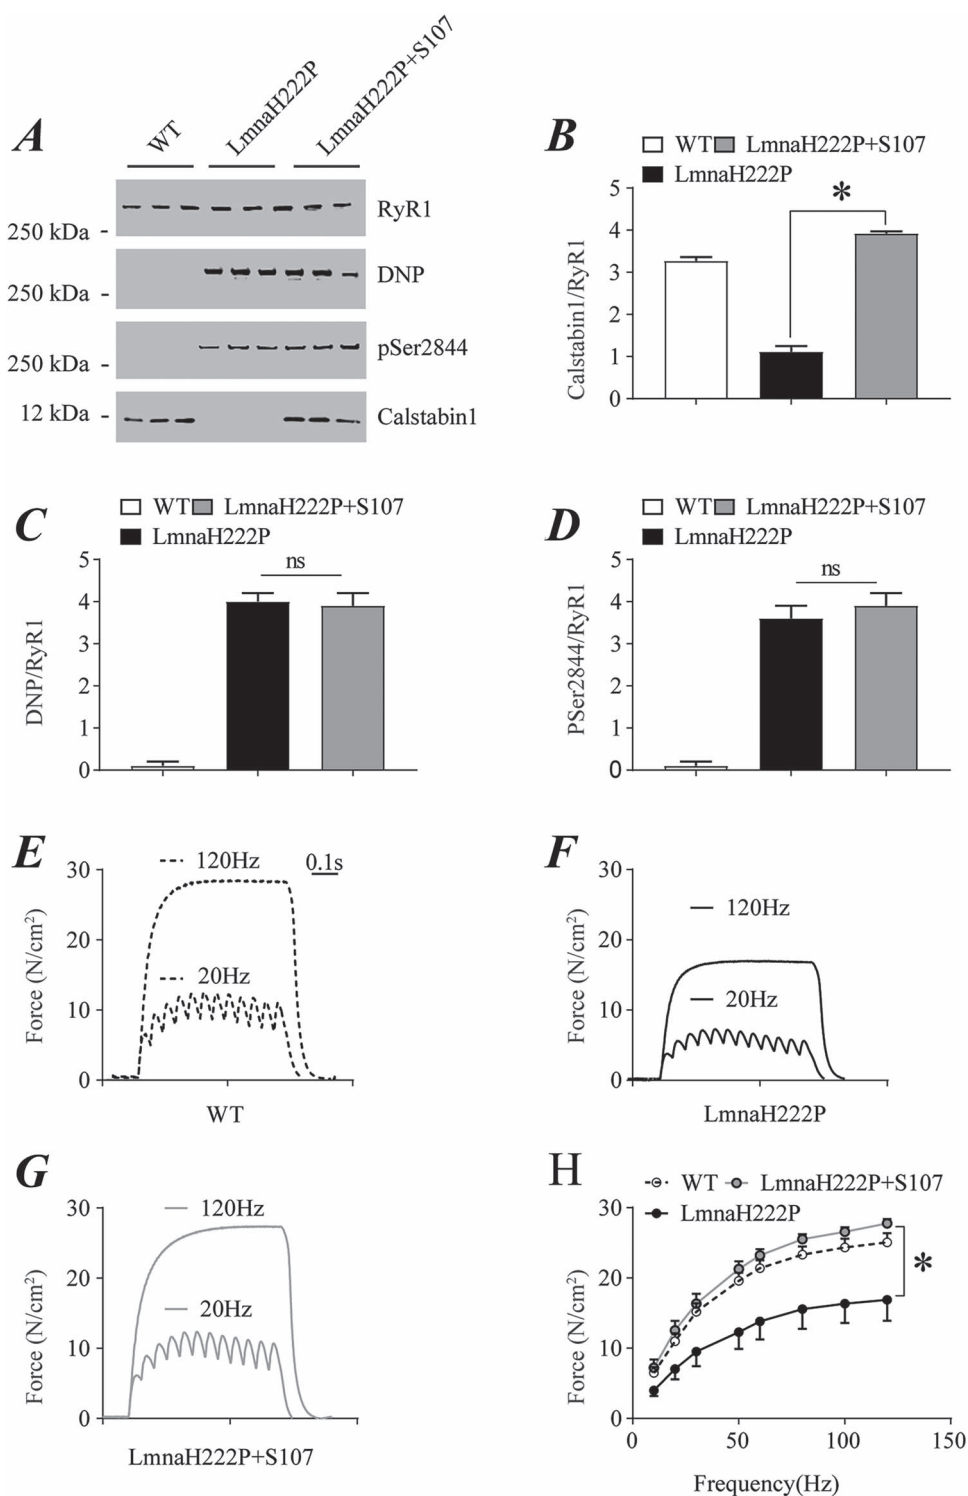 A
WT
LmnaH222P
LmnaH222P+S107
RyR1
250 kDa -
DNP
250 kDa -
pSer2844
250 kDa -
12 kDa -
Calstabin1
B
WT LmnaH222P+S107
LmnaH222P
*
5
4
3
2
1
0
Calstabin1/RyR1
C
WT LmnaH222P+S107
LmnaH222P
ns
5
4
3
2
1
0
DNP/RyR1
D
WT LmnaH222P+S107
LmnaH222P
ns
5
4
3
2
1
0
PSer2844/RyR1
E
120Hz
0.1s
20Hz
30
20
10
0
Force (N/cm²)
WT
F
120Hz
20Hz
30
20
10
0
Force (N/cm²)
LmnaH222P
G
120Hz
20Hz
30
20
10
0
Force (N/cm²)
LmnaH222P+S107
H
WT LmnaH222P+S107
LmnaH222P
*
30
20
10
0
Force (N/cm²)
0 50 100 150
Frequency(Hz)